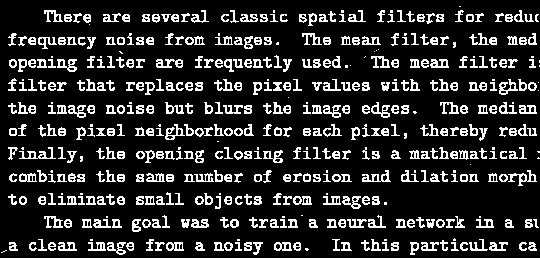 There are several classic spatial filters for reduc
frequency noise from images. The mean filter, the med
opening filter are frequently used. The mean filter is
filter that replaces the pixel values with the neighbo
the image noise but blurs the image edges. The median
of the pixel neighborhood for each pixel, thereby redu
Finally, the opening closing filter is a mathematical
combines the same number of erosion and dilation morph
to eliminate small objects from images.
The main goal was to train a neural network in a su
a clean image from a noisy one. In this particular ca